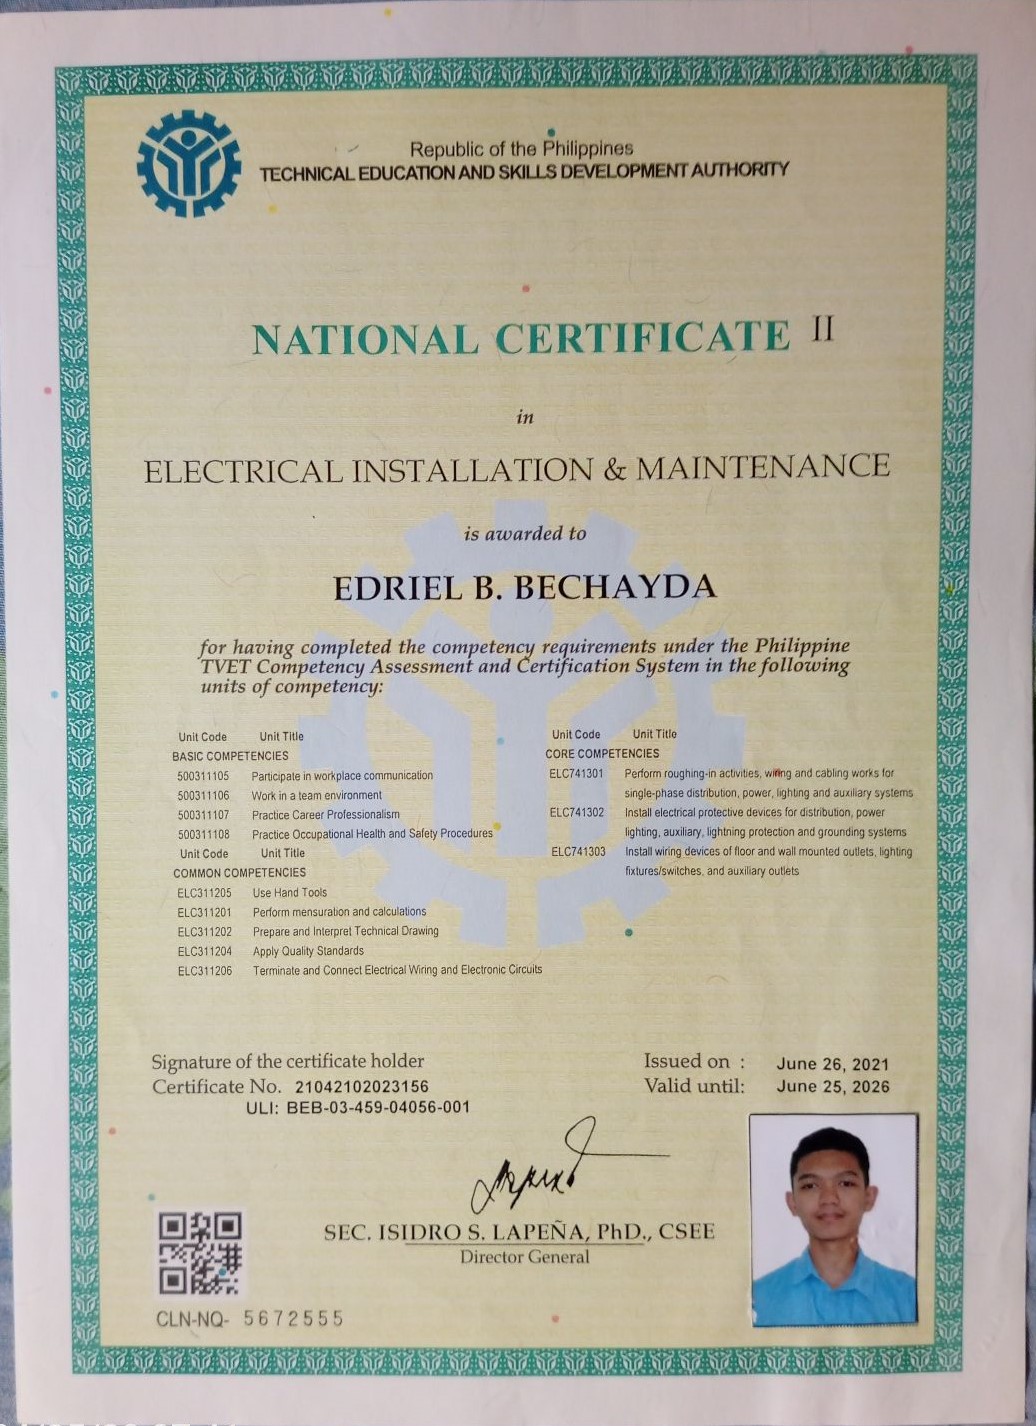 Republic of the Philippines
TECHNICAL EDUCATION AND SKILLS DEVELOPMENT AUTHORITY
NATIONAL CERTIFICATE II
in
ELECTRICAL INSTALLATION & MAINTENANCE
is awarded to
EDRIEL B. BECHAYDA
for having completed the competency requirements under the Philippine
TVET Competency Assessment and Certification System in the following
units of competency:
Unit Code Unit Title
BASIC COMPETENCIES
500311105 Participate in workplace communication
500311106 Work in a team environment
500311107 Practice Career Professionalism
500311108 Practice Occupational Health and Safety Procedures
Unit Code Unit Title
COMMON COMPETENCIES
ELC311205 Use Hand Tools
ELC311201 Perform mensuration and calculations
ELC311202 Prepare and Interpret Technical Drawing
ELC311204 Apply Quality Standards
ELC311206 Terminate and Connect Electrical Wiring and Electronic Circuits
Unit Code Unit Title
CORE COMPETENCIES
ELC741301 Perform roughing-in activities, wiring and cabling works for
single-phase distribution, power, lighting and auxiliary systems
ELC741302 Install electrical protective devices for distribution, power
lighting, auxiliary, lightning protection and grounding systems
ELC741303 Install wiring devices of floor and wall mounted outlets, lighting
fixtures/switches, and auxiliary outlets
Signature of the certificate holder
Certificate No. 21042102023156
ULI: BEB-03-459-04056-001
Issued on : June 26, 2021
Valid until: June 25, 2026
SEC. ISIDRO S. LAPEÑA, PhD., CSEE
Director General
CLN-NQ- 5672555